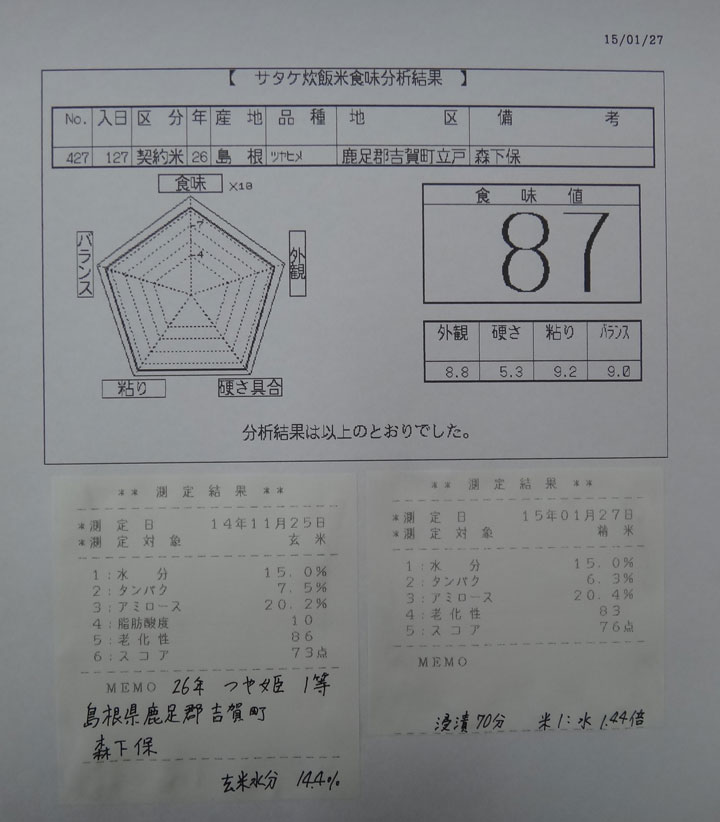 15/01/27
【 サタケ炊飯米食味分析結果 】
No. 入日 区分 年 産地 品種 地区 備考
427 127 契約米 26 島根 ツヤヒメ 鹿足郡吉賀町立戸 森下保
食味 X10
7
4
バランス
外観
粘り
硬さ具合
食味値
87
外観 硬さ 粘り バランス
8.8 5.3 9.2 9.0
分析結果は以上のとおりでした。
** 測定結果 **
*測定日 14年11月25日
*測定対象 玄米
1:水分 15.0%
2:タンパク 7.5%
3:アミロース 20.2%
4:脂肪酸度 10
5:老化性 86
6:スコア 73点
MEMO 26年 つや姫 1等
島根県鹿足郡吉賀町
森下保
玄米水分 14.4%
** 測定結果 **
*測定日 15年01月27日
*測定対象 精米
1:水分 15.0%
2:タンパク 6.3%
3:アミロース 20.4%
4:老化性 83
5:スコア 76点
MEMO
浸漬70分 米1:水1.44倍